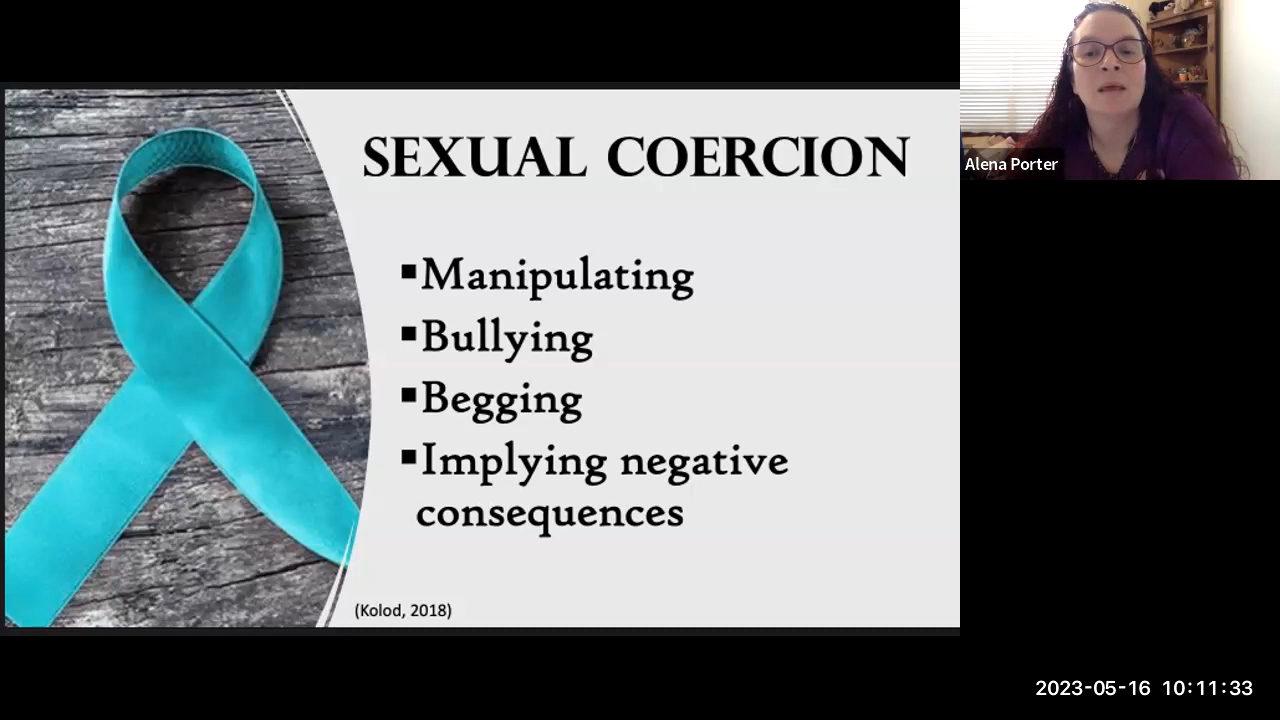 SEXUAL COERCION
▪Manipulating
▪Bullying
▪Begging
▪Implying negative
consequences
(Kolod, 2018)
Alena Porter
2023-05-16 10:11:33